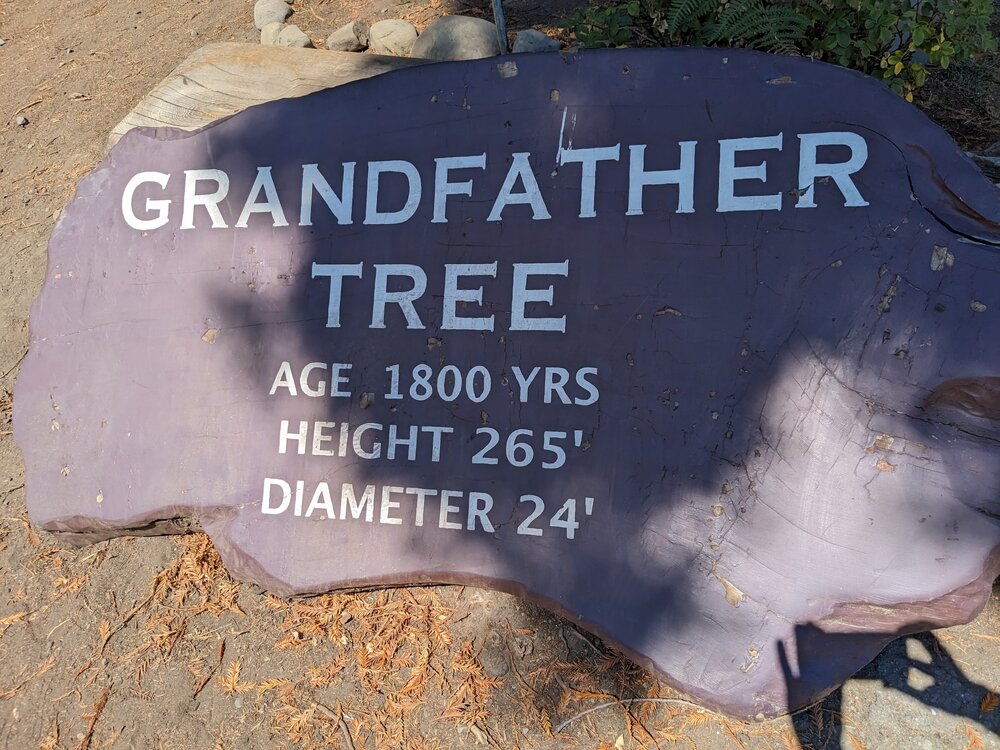 GRANDFATHER
TREE
AGE 1800 YRS
HEIGHT 265'
DIAMETER 24'